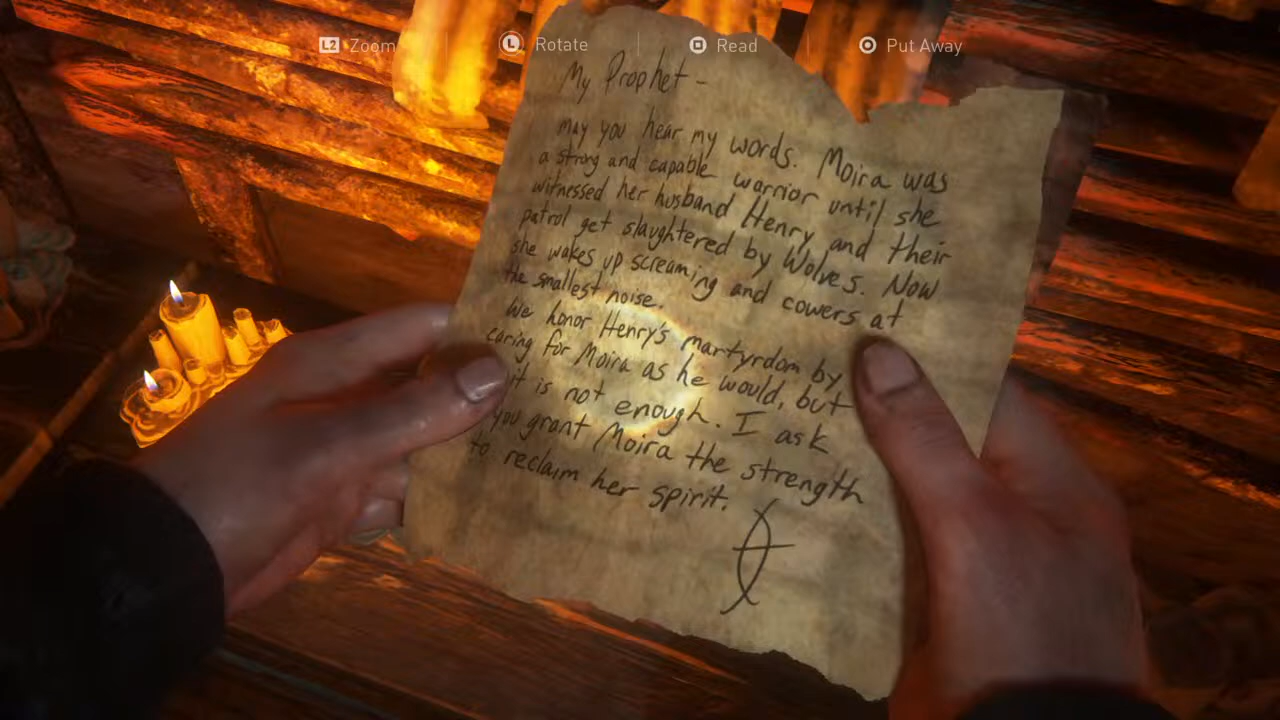 L2 Zoom
L Rotate
Read
Put Away
My Prophet -
may you hear my words. Moira was
a strong and capable warrior until she
witnessed her husband Henry and their
patrol get slaughtered by Wolves. Now
she wakes up screaming and cowers at
the smallest noise.
We honor Henry's martyrdom by
caring for Moira as he would, but
it is not enough. I ask
you grant Moira the strength
to reclaim her spirit.